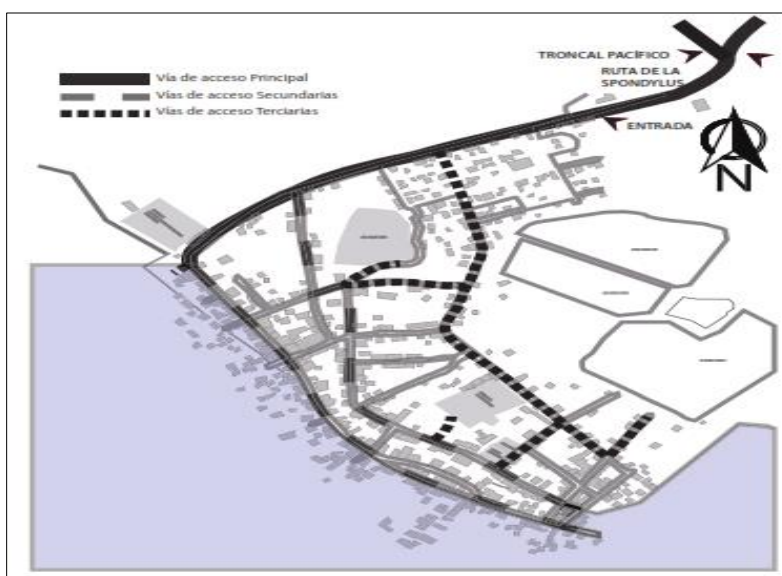 TRONCAL PACÍFICO
RUTA DE LA
SPONDYLUS
Vía de acceso Principal
Vías de acceso Secundarias
Vías de acceso Terciarias
ENTRADA
N